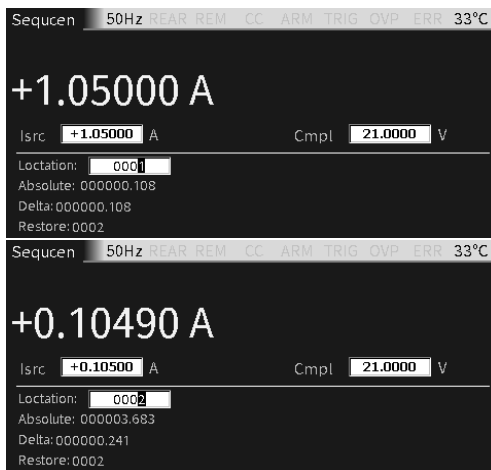 Sequcen 50Hz REAR REM CC ARM TRIG OVP ERR 33°C
+1.05000 A
Isrc +1.05000 A Cmpl 21.0000 V
Loctation: 0001
Absolute: 000000.108
Delta:000000.108
Restore:0002
Sequcen 50Hz REAR REM CC ARM TRIG OVP ERR 33°C
+0.10490 A
Isrc +0.10500 A Cmpl 21.0000 V
Loctation: 0002
Absolute: 000003.683
Delta:000000.241
Restore:0002